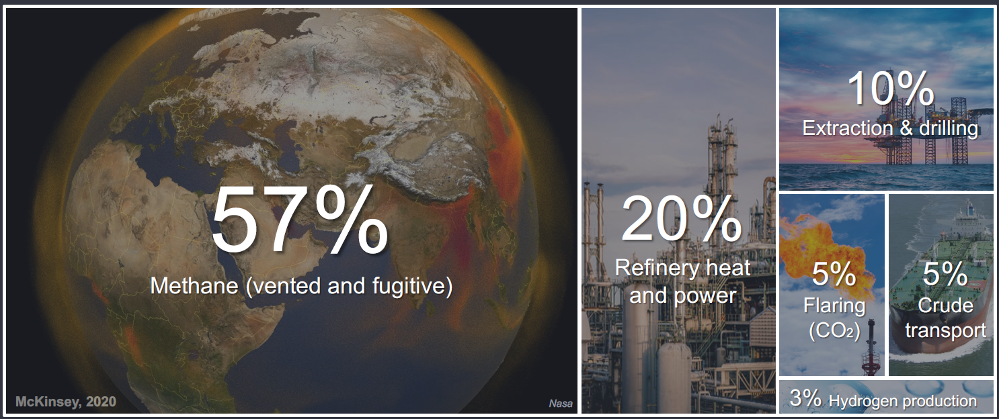 57%
Methane (vented and fugitive)
McKinsey, 2020
Nasa
20%
Refinery heat
and power
10%
Extraction & drilling
5%
Flaring
(CO₂)
5%
Crude
transport
3% Hydrogen production